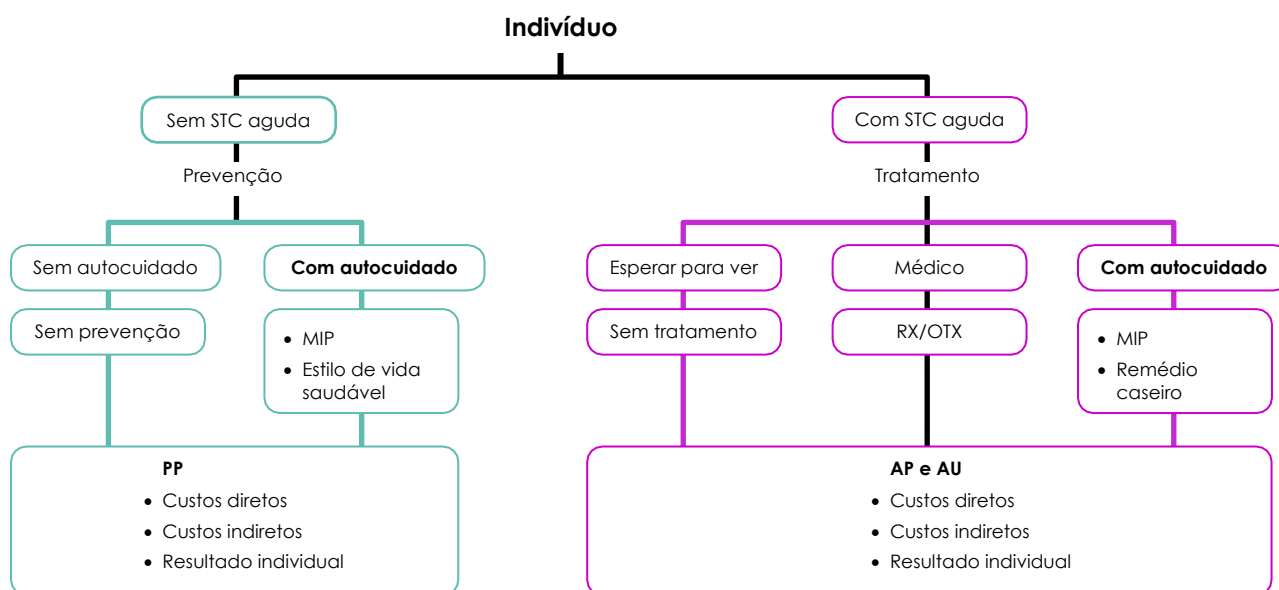 Indivíduo
Sem STC aguda
Com STC aguda
Prevenção
Tratamento
Sem autocuidado
Com autocuidado
Esperar para ver
Médico
Com autocuidado
Sem prevenção
• MIP
• Estilo de vida
saudável
Sem tratamento
RX/OTX
• MIP
• Remédio
caseiro
PP
• Custos diretos
• Custos indiretos
• Resultado individual
AP e AU
• Custos diretos
• Custos indiretos
• Resultado individual